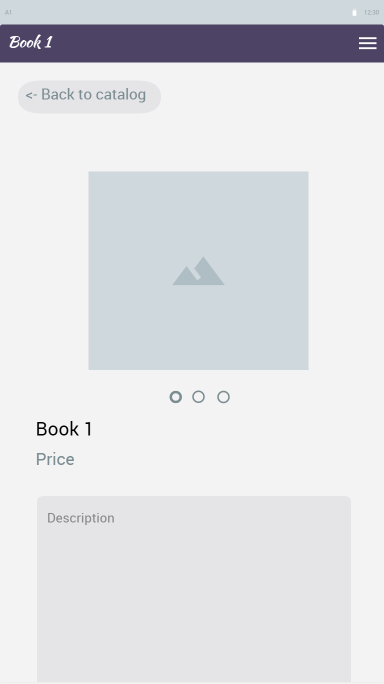 12:30
Book 1
<- Back to catalog
Book 1
Price
Description